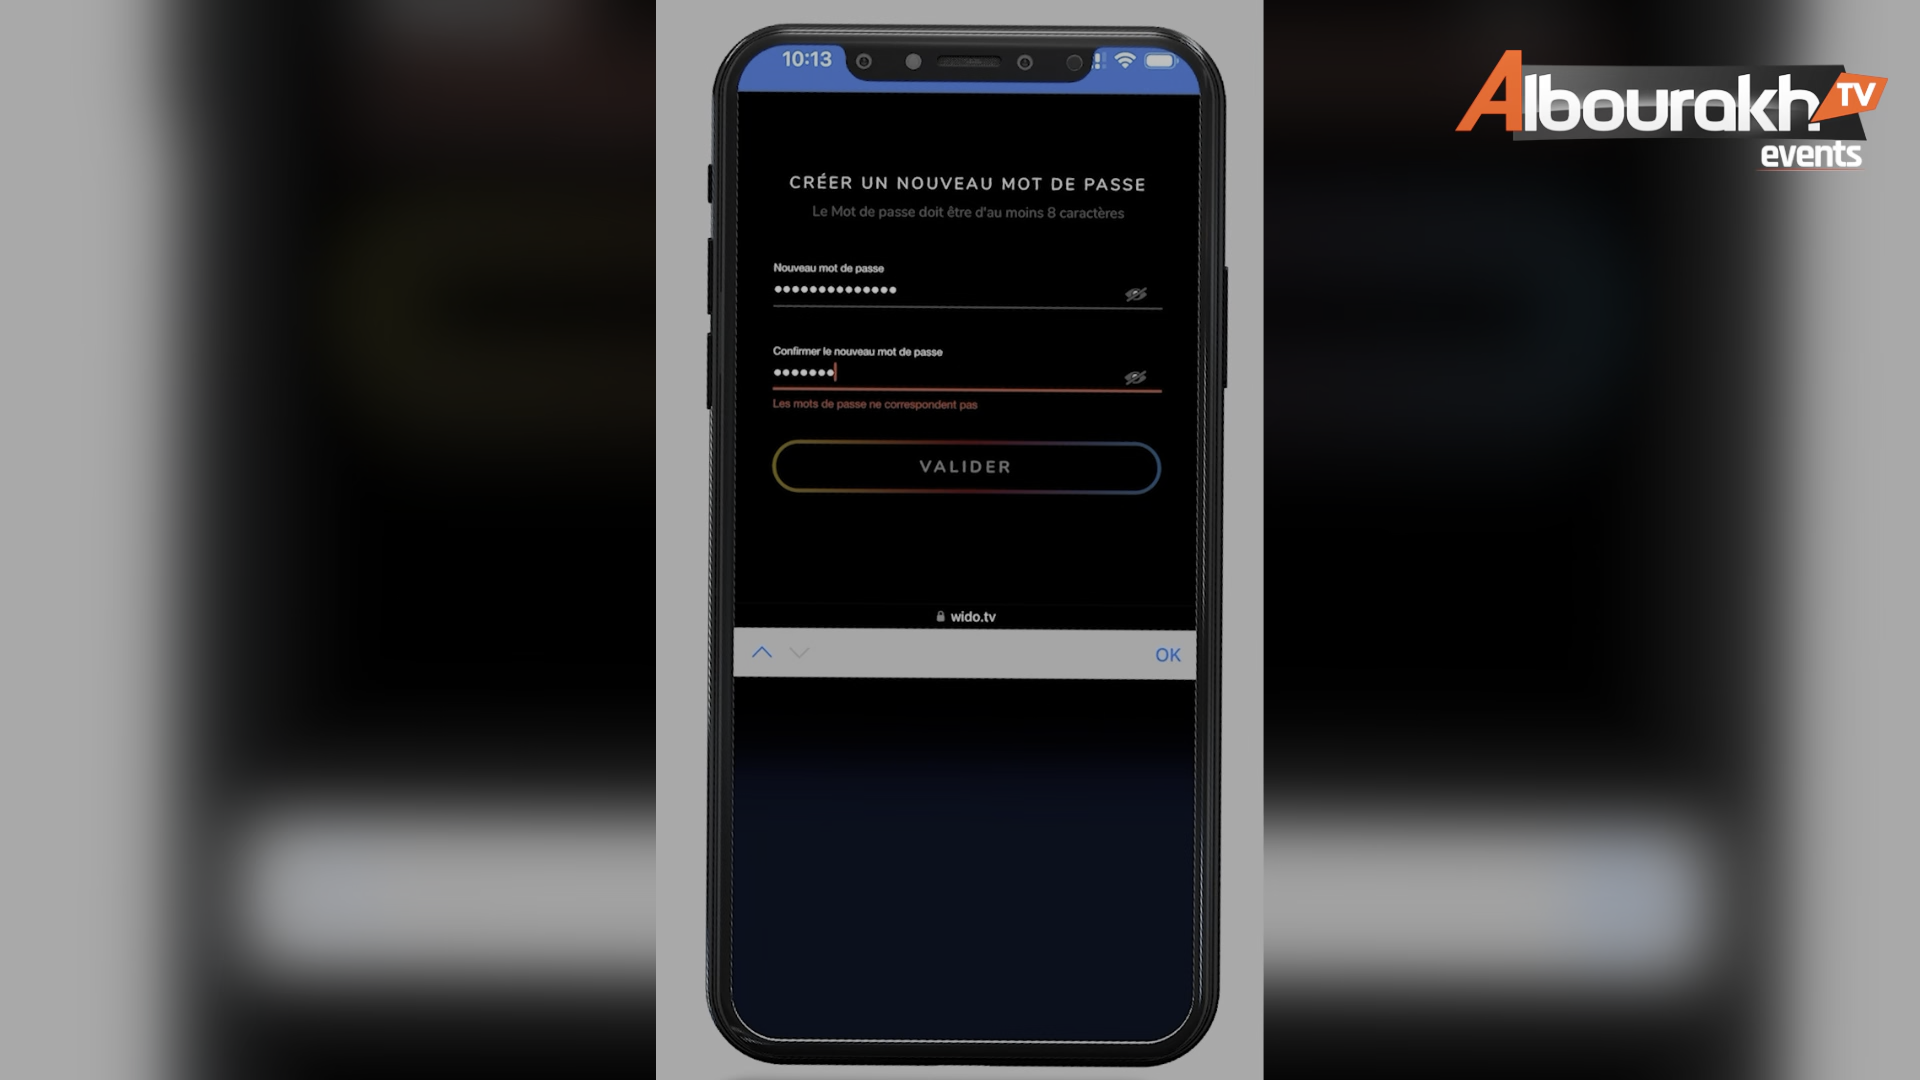 10:13
Albourakh TV
events
CRÉER UN NOUVEAU MOT DE PASSE
Le Mot de passe doit être d'au moins 8 caractères
Nouveau mot de passe
••••••••••••••
Confirmer le nouveau mot de passe
•••••••
Les mots de passe ne correspondent pas
VALIDER
wido.tv
OK